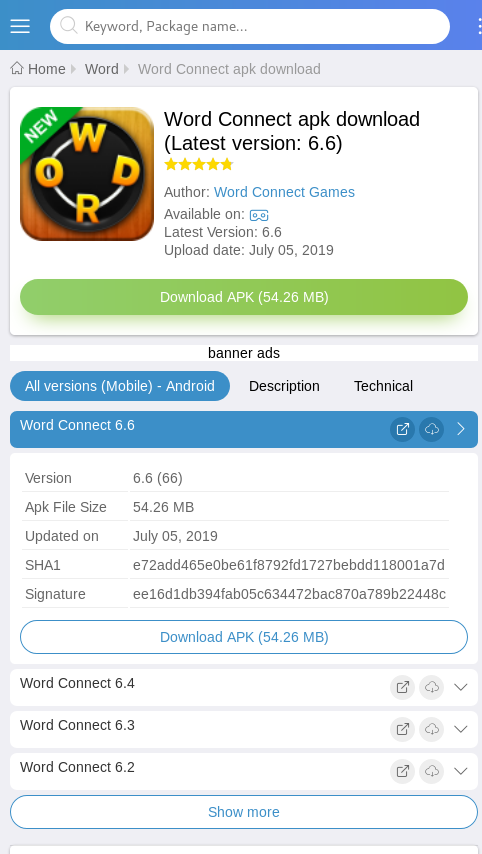 Keyword, Package name...
Home Word Word Connect apk download
NEW
WORD
Word Connect apk download
(Latest version: 6.6)
Author: Word Connect Games
Available on:
Latest Version: 6.6
Upload date: July 05, 2019
Download APK (54.26 MB)
banner ads
All versions (Mobile) - Android Description Technical
Word Connect 6.6
Version 6.6 (66)
Apk File Size 54.26 MB
Updated on July 05, 2019
SHA1 e72add465e0be61f8792fd1727bebdd118001a7d
Signature ee16d1db394fab05c634472bac870a789b22448c
Download APK (54.26 MB)
Word Connect 6.4
Word Connect 6.3
Word Connect 6.2
Show more